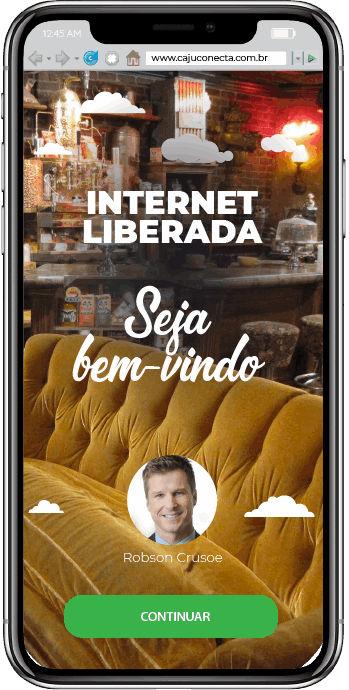 12:45 AM
www.cajuconecta.com.br
INTERNET
LIBERADA
Seja
bem-vindo
Robson Crusoe
CONTINUAR